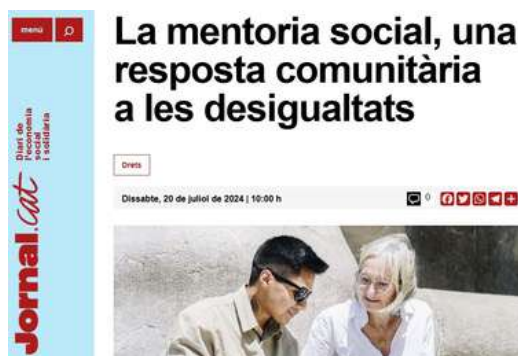 menú
La mentoria social, una
resposta comunitària
a les desigualtats
Diari de
l'economia
social
i solidària
Jornal.cat
Drets
Dissabte, 20 de juliol de 2024 | 10:00 h
0